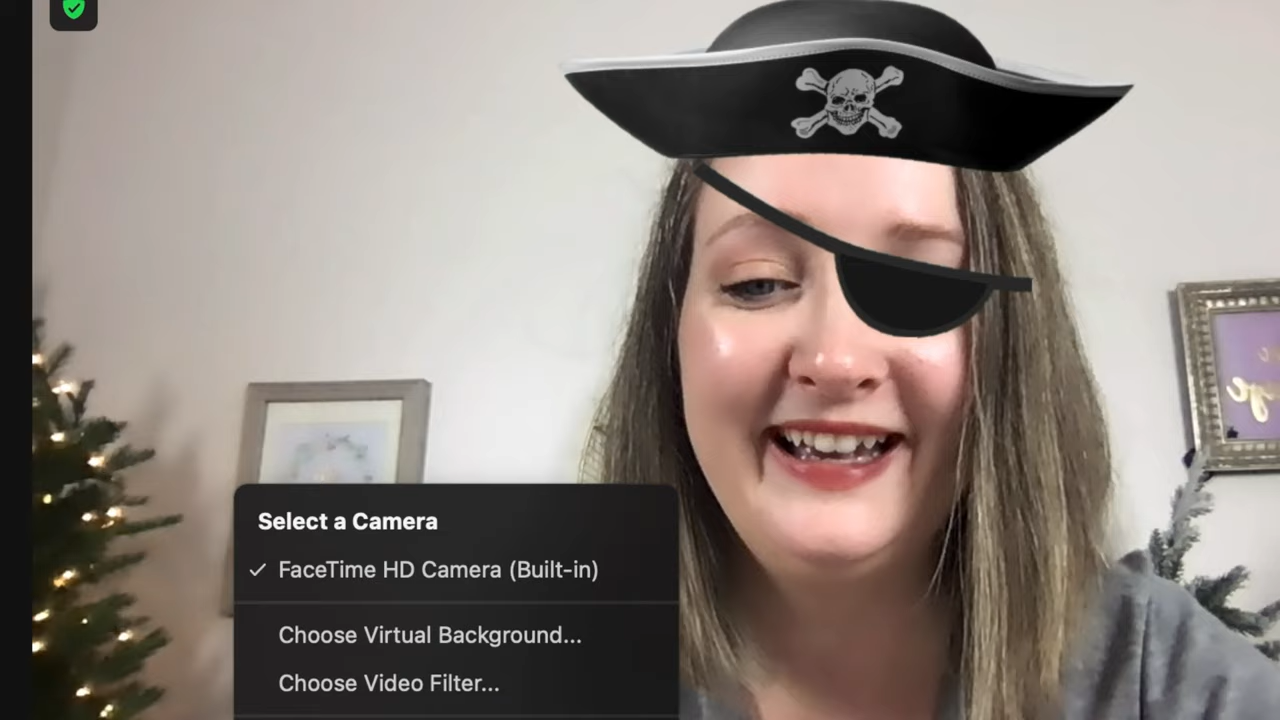 Select a Camera
✓ FaceTime HD Camera (Built-in)
Choose Virtual Background...
Choose Video Filter...